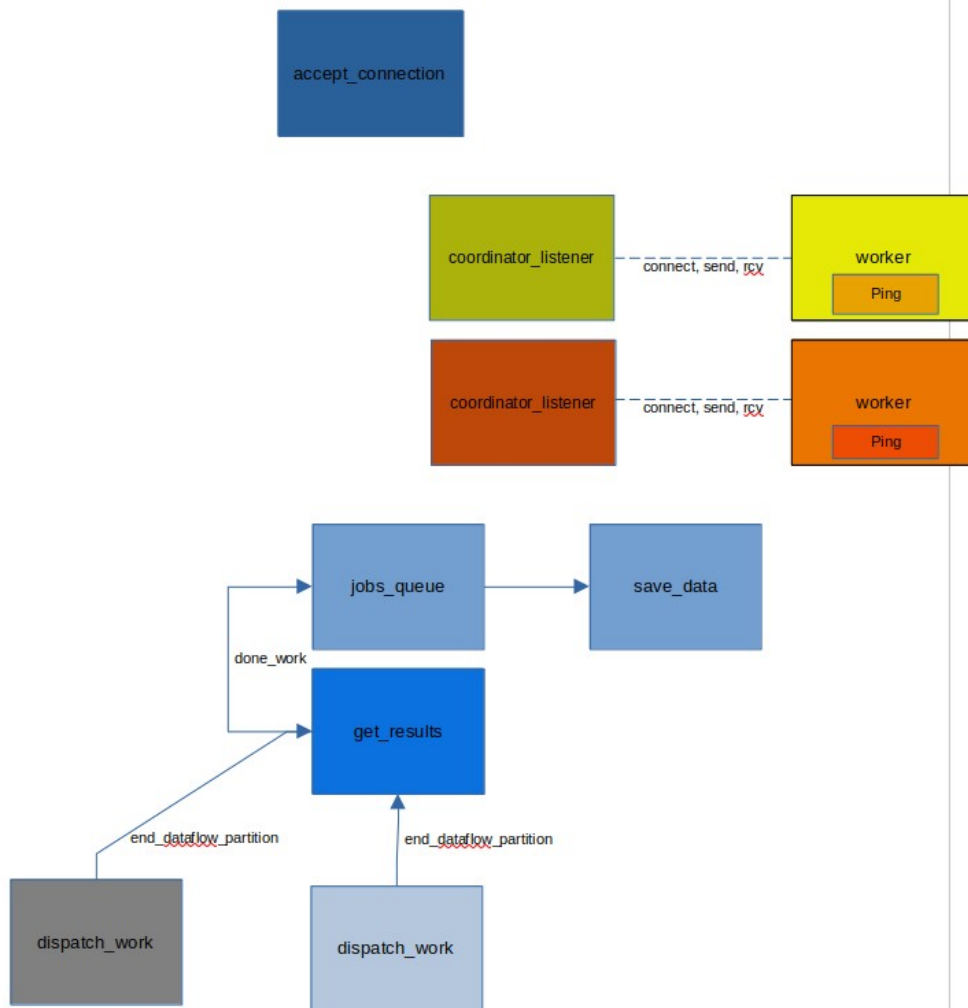 accept_connection
coordinator_listener
connect, send, rcv
worker
Ping
coordinator_listener
connect, send, rcv
worker
Ping
jobs_queue
save_data
done_work
get_results
end_dataflow_partition
end_dataflow_partition
dispatch_work
dispatch_work